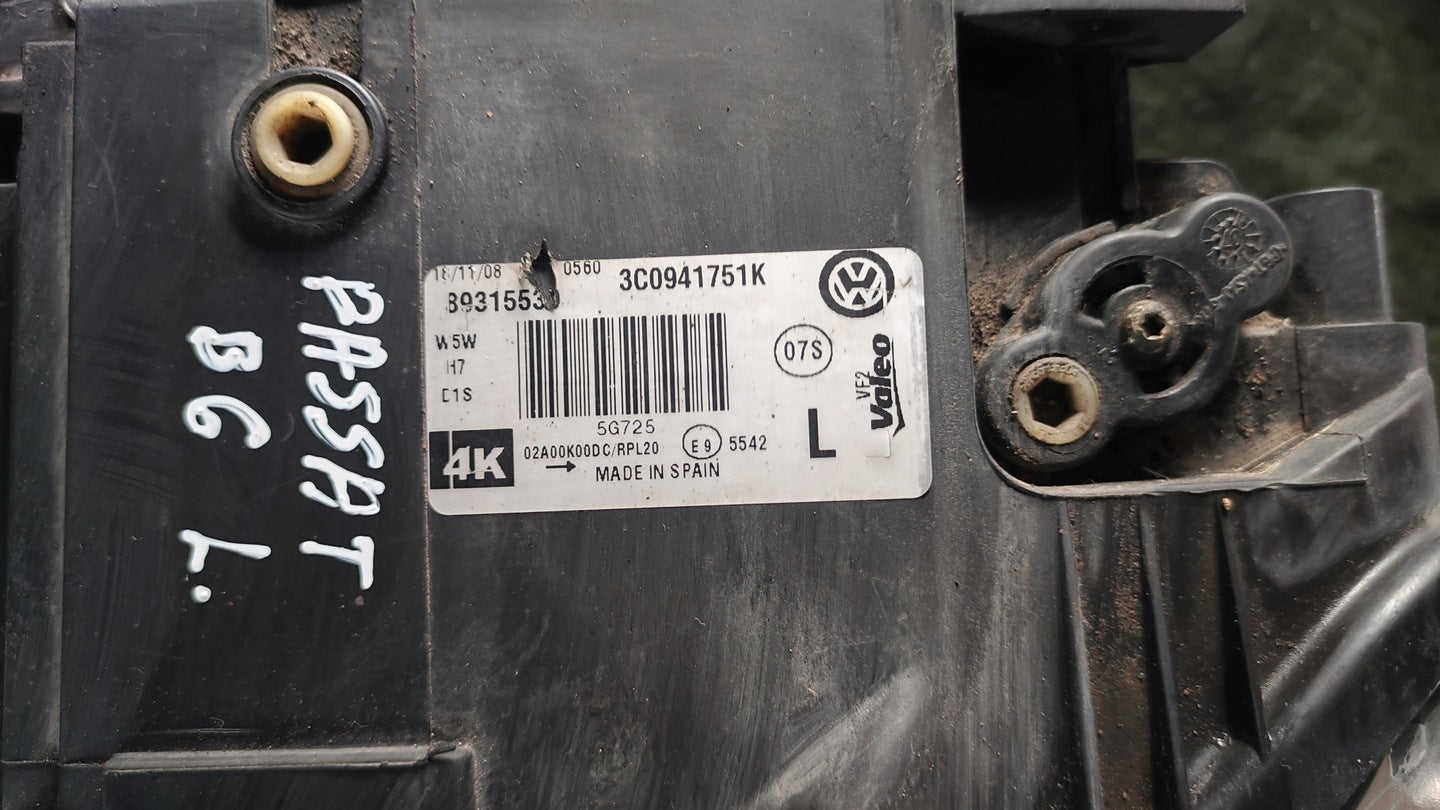 PASSAT
B6 L.
18/11/08 0560 3C0941751K
W5W
H7
D1S
07S
VF2 Valeo
5G725
4K
02A00K00DC/RPL20 E9 5542
L
MADE IN SPAIN